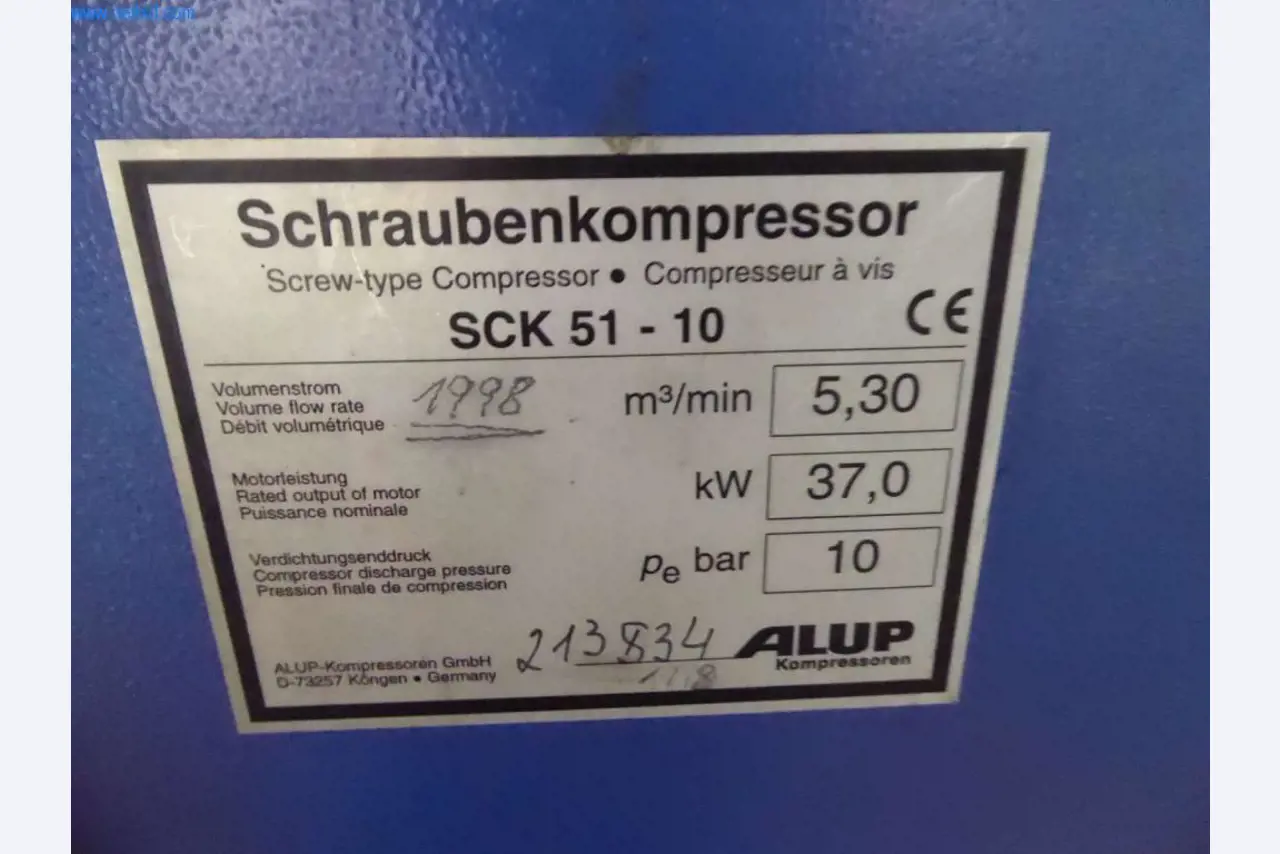 Schraubenkompressor
Screw-type Compressor • Compresseur à vis
SCK 51 - 10
CE
Volumenstrom
Volume flow rate
Débit volumétrique
1998
m³/min
5,30
Motorleistung
Rated output of motor
Puissance nominale
kW
37,0
Verdichtungsenddruck
Compressor discharge pressure
Pression finale de compression
pe bar
10
213834
ALUP
Kompressoren
ALUP-Kompressoren GmbH
D-73257 Köngen • Germany